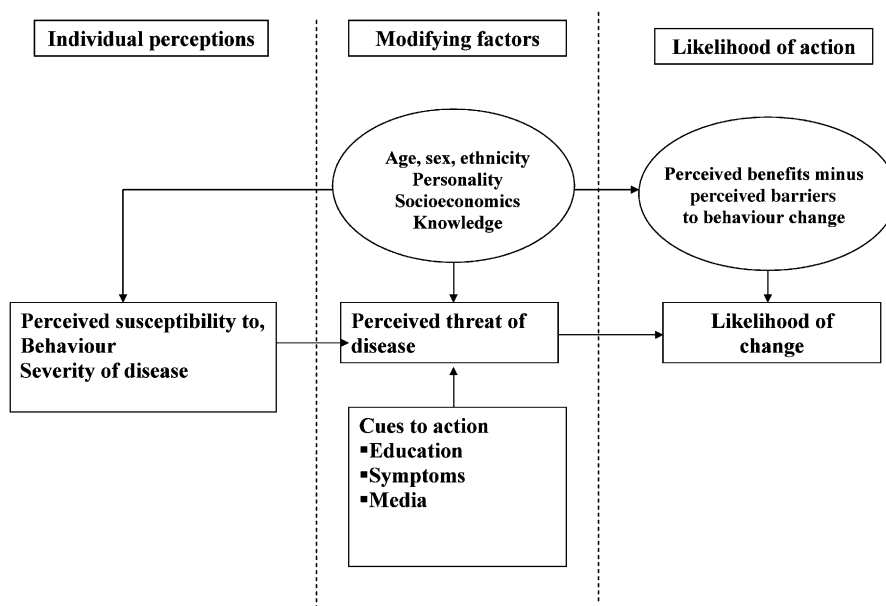 Individual perceptions
Modifying factors
Likelihood of action
Age, sex, ethnicity
Personality
Socioeconomics
Knowledge
Perceived benefits minus
perceived barriers
to behaviour change
Perceived susceptibility to,
Behaviour
Severity of disease
Perceived threat of
disease
Likelihood of
change
Cues to action
▪Education
▪Symptoms
▪Media